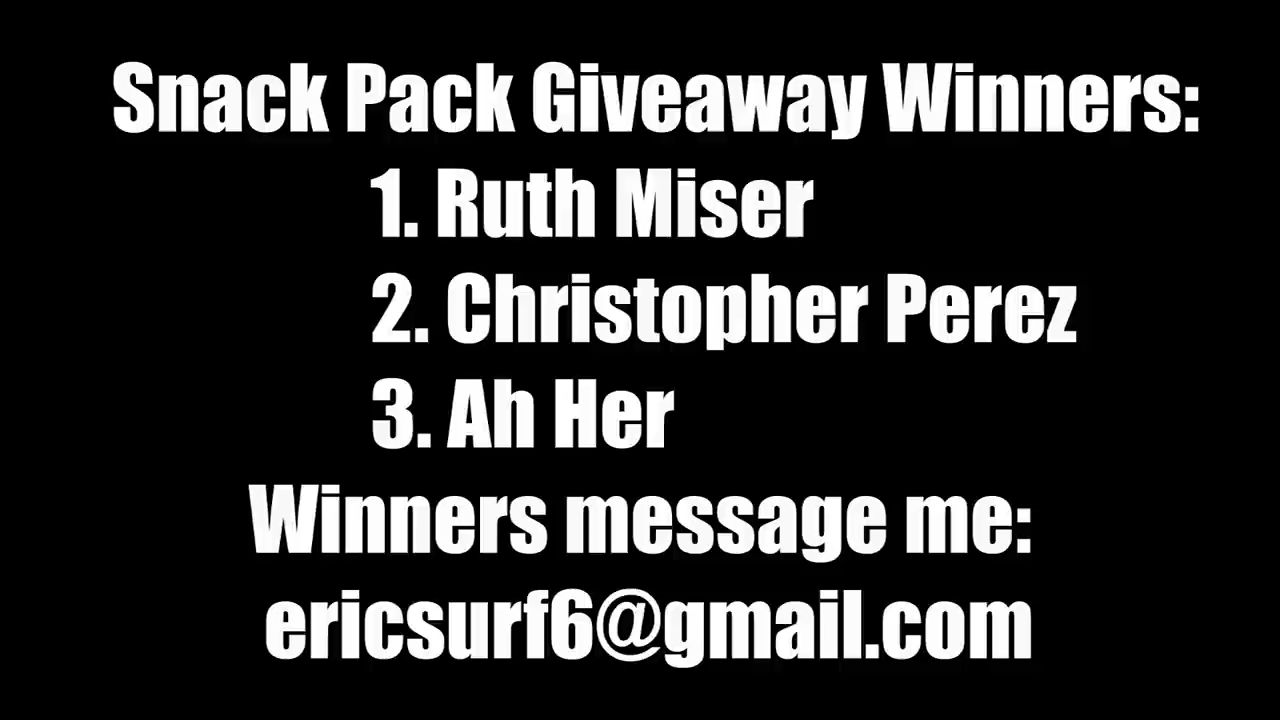 Snack Pack Giveaway Winners:
1. Ruth Miser
2. Christopher Perez
3. Ah Her
Winners message me:
ericsurf6@gmail.com